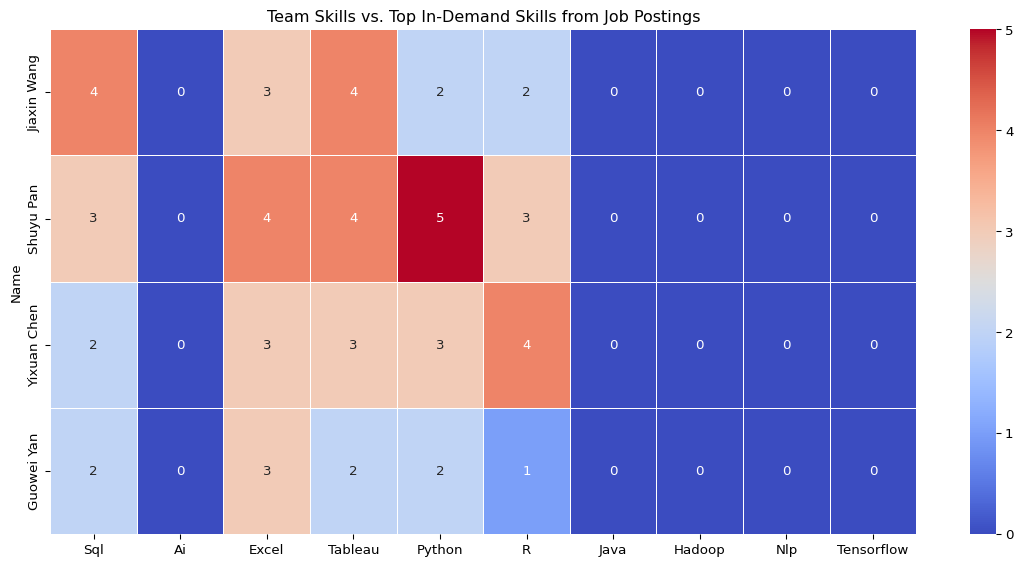 Team Skills vs. Top In-Demand Skills from Job Postings
Name
Jiaxin Wang
4 0 3 4 2 2 0 0 0 0
Shuyu Pan
3 0 4 4 5 3 0 0 0 0
Yixuan Chen
2 0 3 3 3 4 0 0 0 0
Guowei Yan
2 0 3 2 2 1 0 0 0 0
Sql Ai Excel Tableau Python R Java Hadoop Nlp Tensorflow
5
4
3
2
1
0